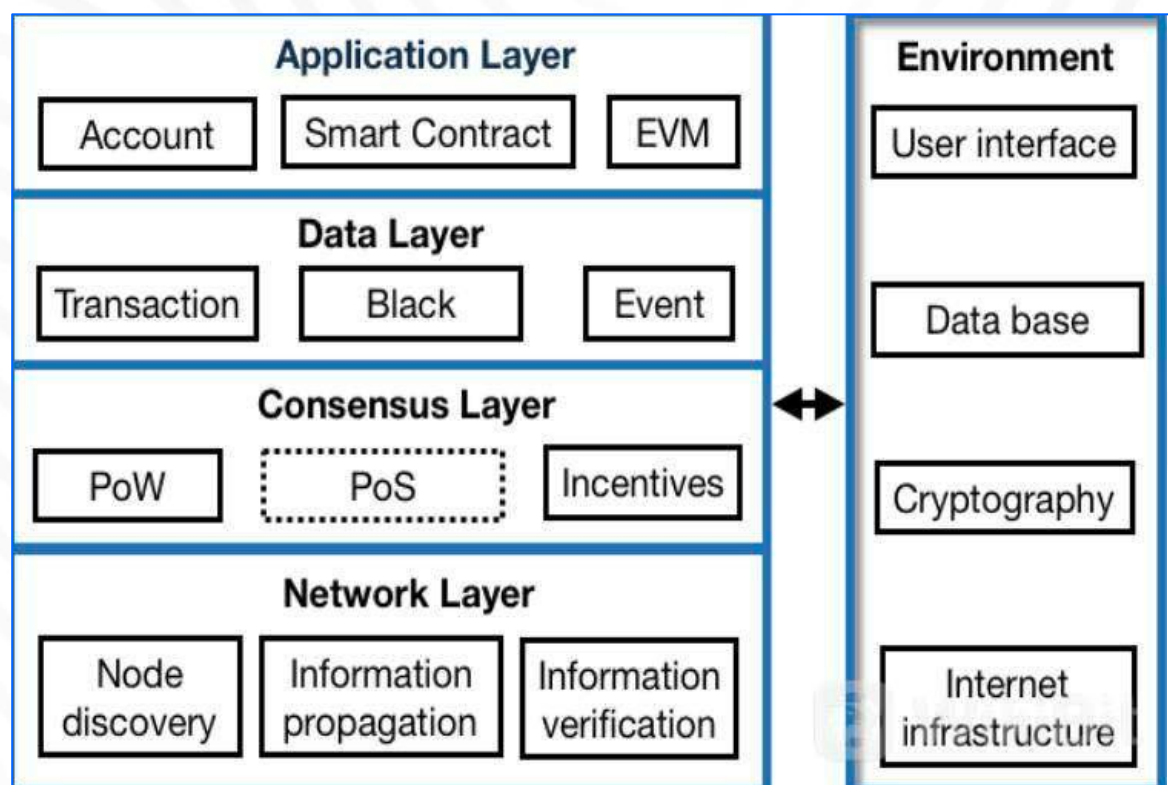 Application Layer
Account
Smart Contract
EVM
Data Layer
Transaction
Black
Event
Consensus Layer
PoW
PoS
Incentives
Network Layer
Node
discovery
Information
propagation
Information
verification
Environment
User interface
Data base
Cryptography
Internet
infrastructure